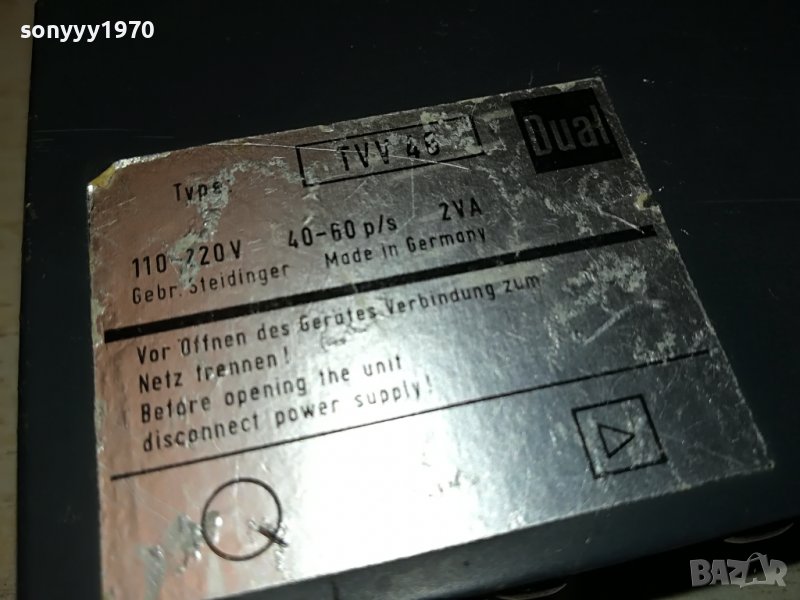 sonyyy1970
Dual
Type TVV 46
110-220V 40-60 p/s 2VA
Gebr. Steidinger Made in Germany
Vor Öffnen des Gerätes Verbindung zum
Netz trennen!
Before opening the unit
disconnect power supply!
BAZAR